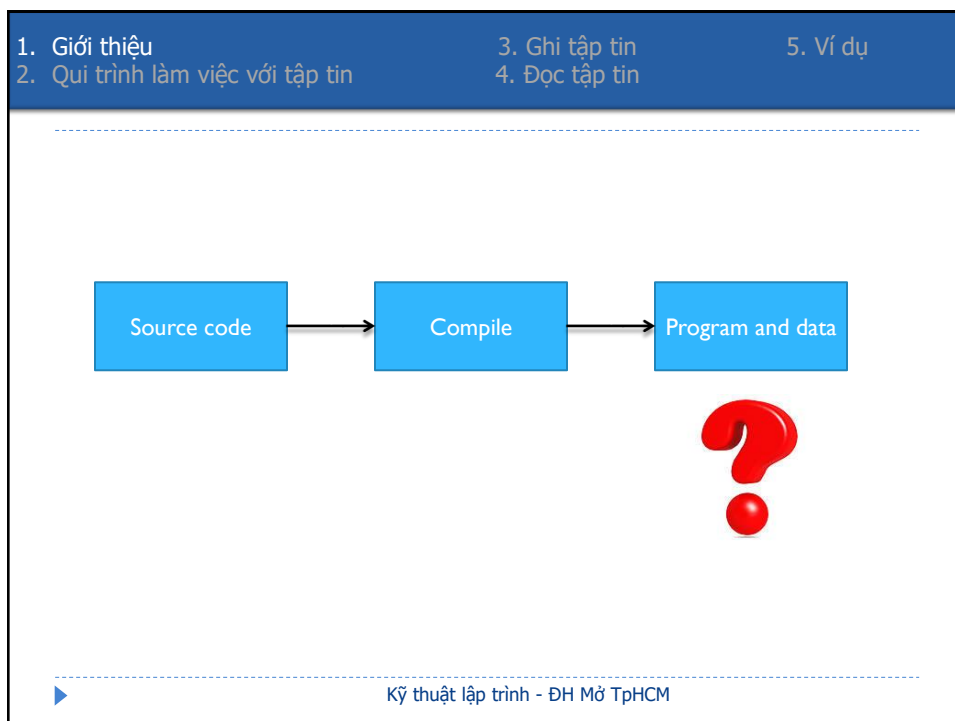 1. Giới thiệu
2. Qui trình làm việc với tập tin
3. Ghi tập tin
4. Đọc tập tin
5. Ví dụ
Source code
Compile
Program and data
Kỹ thuật lập trình - ĐH Mở TpHCM